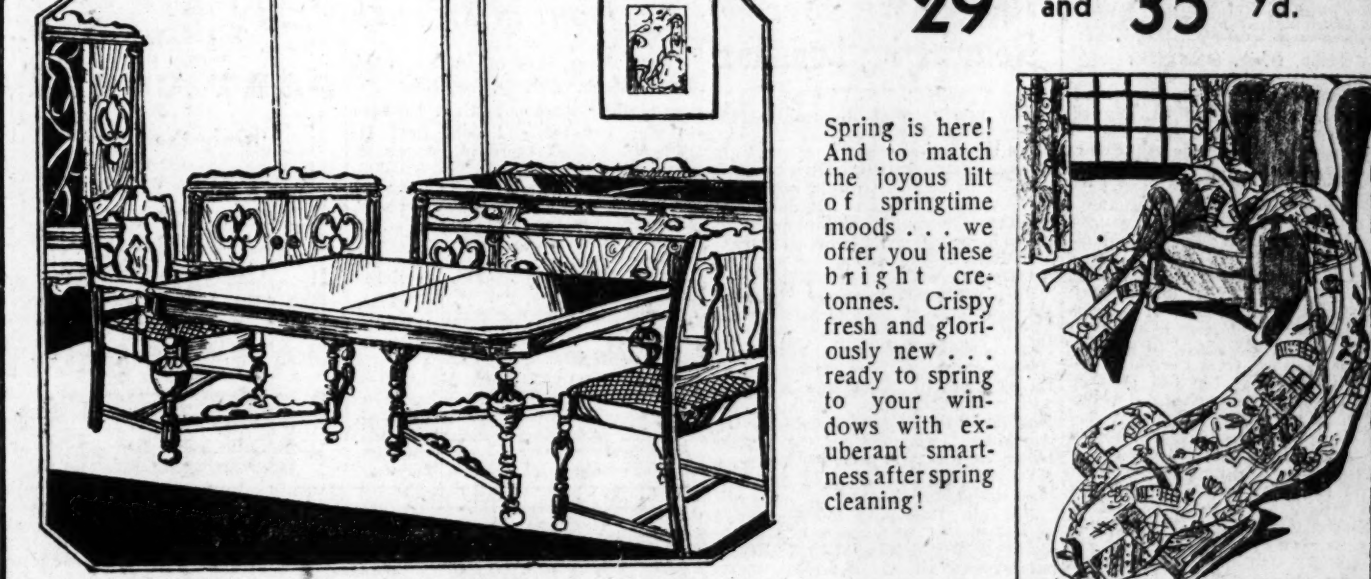 29 and 35 yd.
Spring is here!
And to match
the joyous lilt
of springtime
moods . . . we
offer you these
bright cre-
tonnes. Crispy
fresh and glori-
ously new . . .
ready to spring
to your win-
dows with ex-
uberant smart-
ness after spring
cleaning!